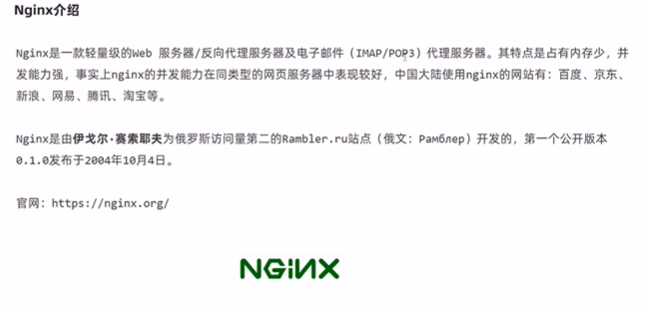 Nginx介绍
Nginx是一款轻量级的Web 服务器/反向代理服务器及电子邮件（IMAP/POP3）代理服务器。其特点是占有内存少，并
发能力强，事实上nginx的并发能力在同类型的网页服务器中表现较好，中国大陆使用nginx的网站有：百度、京东、
新浪、网易、腾讯、淘宝等。
Nginx是由伊戈尔·赛索耶夫为俄罗斯访问量第二的Rambler.ru站点（俄文：Рамблер）开发的，第一个公开版本
0.1.0发布于2004年10月4日。
官网：https://nginx.org/
NGiИX